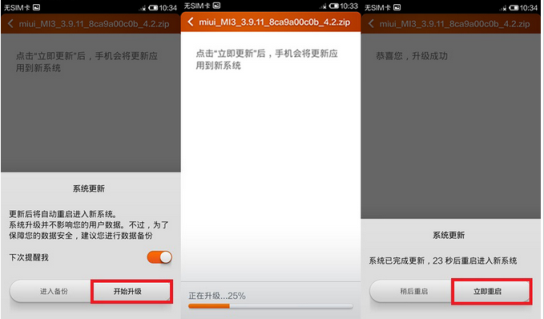 无SIM卡 10:34
miui_MI3_3.9.11_8ca9a00c0b_4.2.zip
点击“立即更新”后，手机会将更新应
用到新系统
系统更新
更新后将自动重启进入新系统。
系统升级并不影响您的用户数据。不过，为了
保障您的数据安全，建议您进行数据备份
下次提醒我
进入备份 开始升级
无SIM卡 10:33
miui_MI3_3.9.11_8ca9a00c0b_4.2.zip
点击“立即更新”后，手机会将更新应
用到新系统
正在升级...25%
无SIM卡 10:34
miui_MI3_3.9.11_8ca9a00c0b_4.2.zip
恭喜您，升级成功
系统更新
系统已完成更新，23 秒后重启进入新系统
稍后重启 立即重启